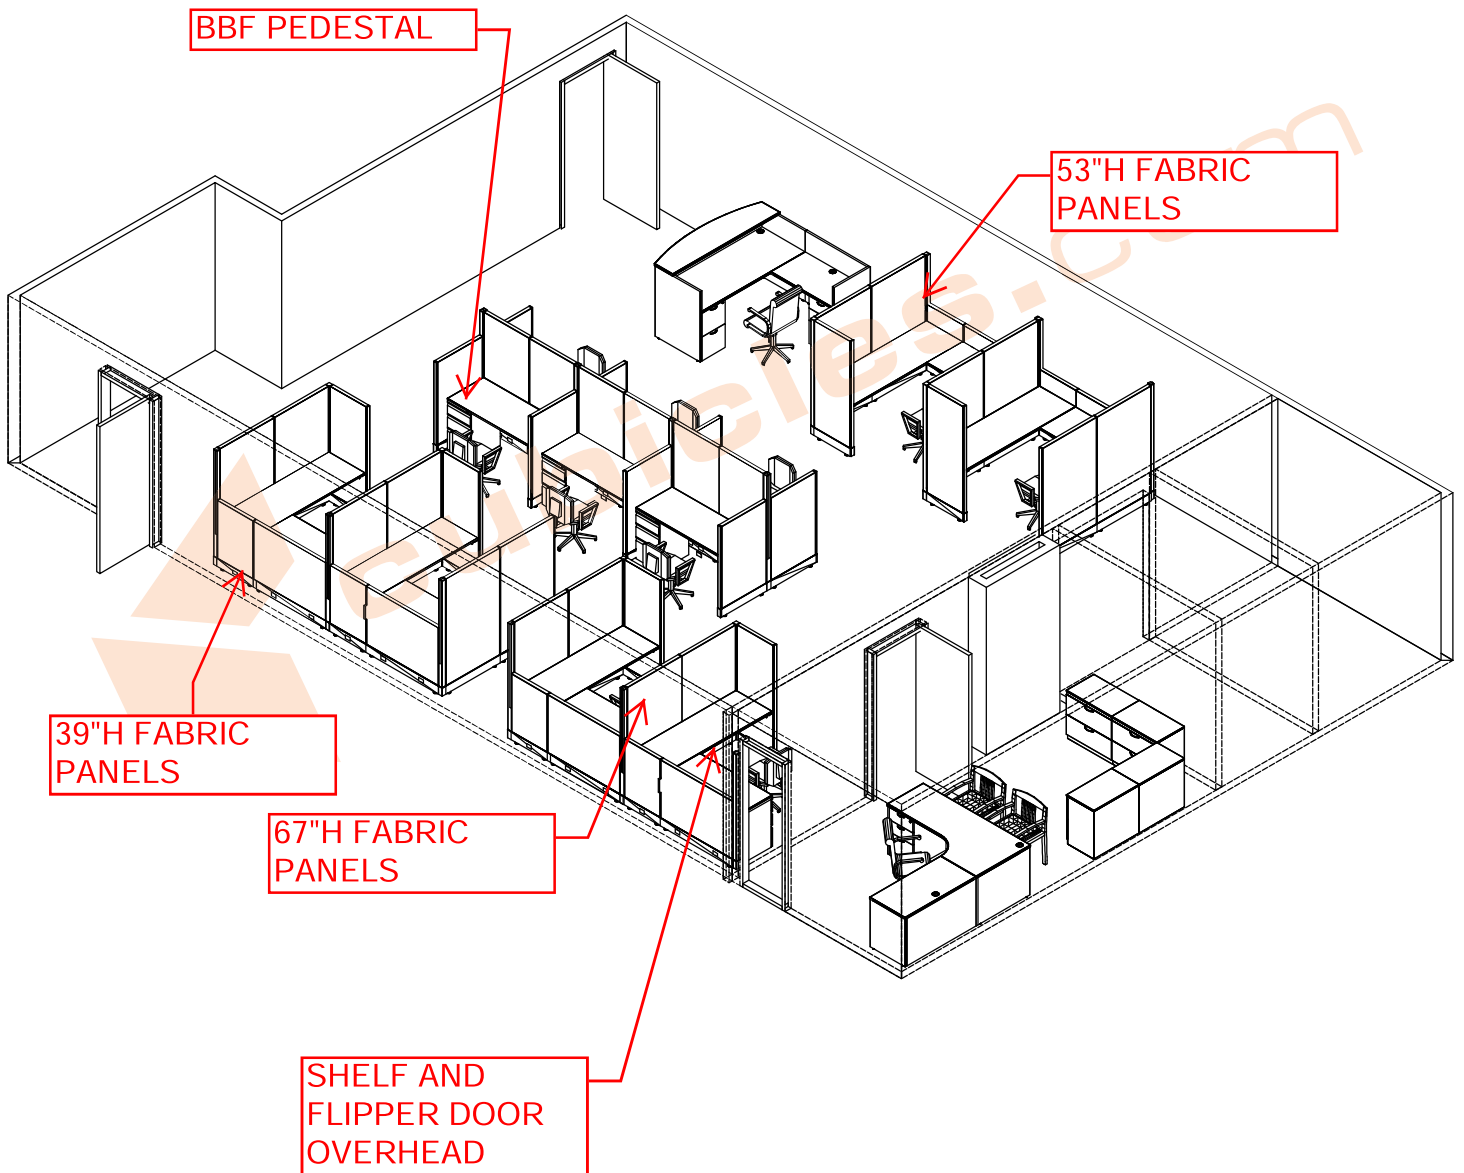 BBF PEDESTAL
53"H FABRIC
PANELS
cubicles.com
39"H FABRIC
PANELS
67"H FABRIC
PANELS
SHELF AND
FLIPPER DOOR
OVERHEAD